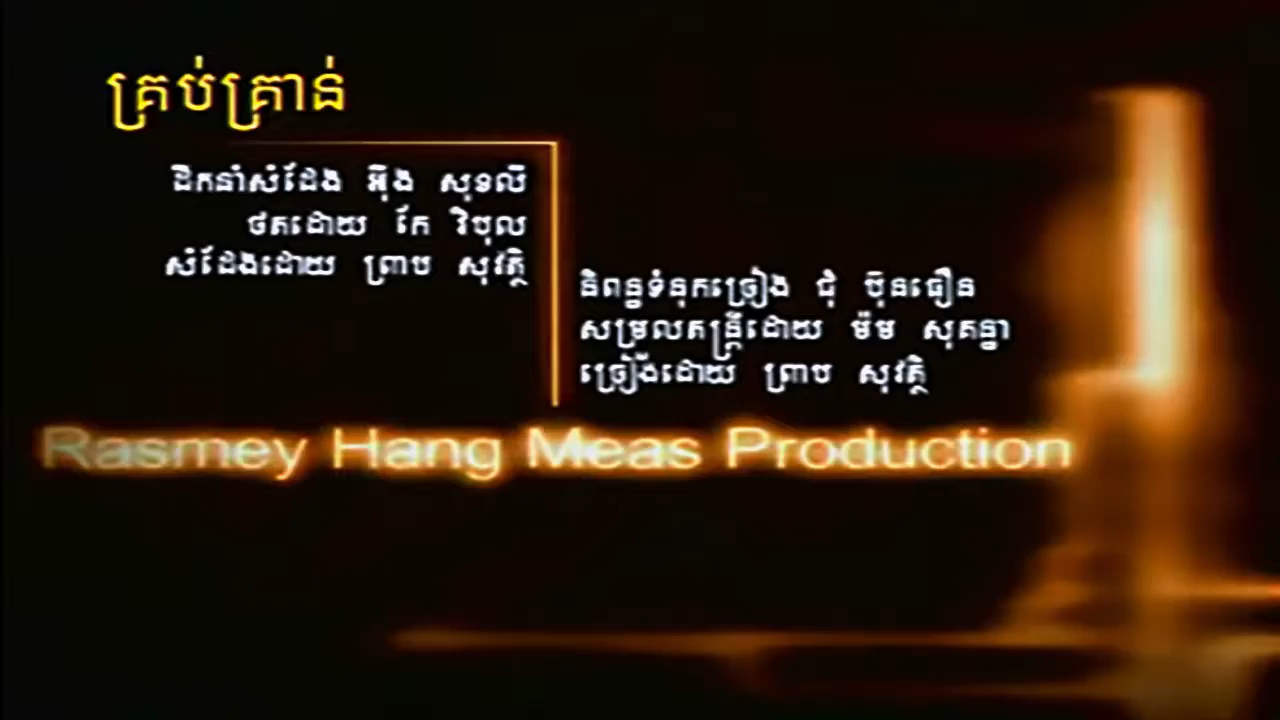 គ្រប់គ្រាន់
ដឹកនាំសំដែង អ៊ិង សុទលី
ថតដោយ កែ វិបុល
សំដែងដោយ ព្រាប សុវត្ថិ
និពន្ធទំនុកច្រៀង ជុំ ប៊ុនធឿន
សម្រួលតន្ត្រីដោយ ម៉ម សុគន្ធា
ច្រៀងដោយ ព្រាប សុវត្ថិ
Rasmey Hang Meas Production